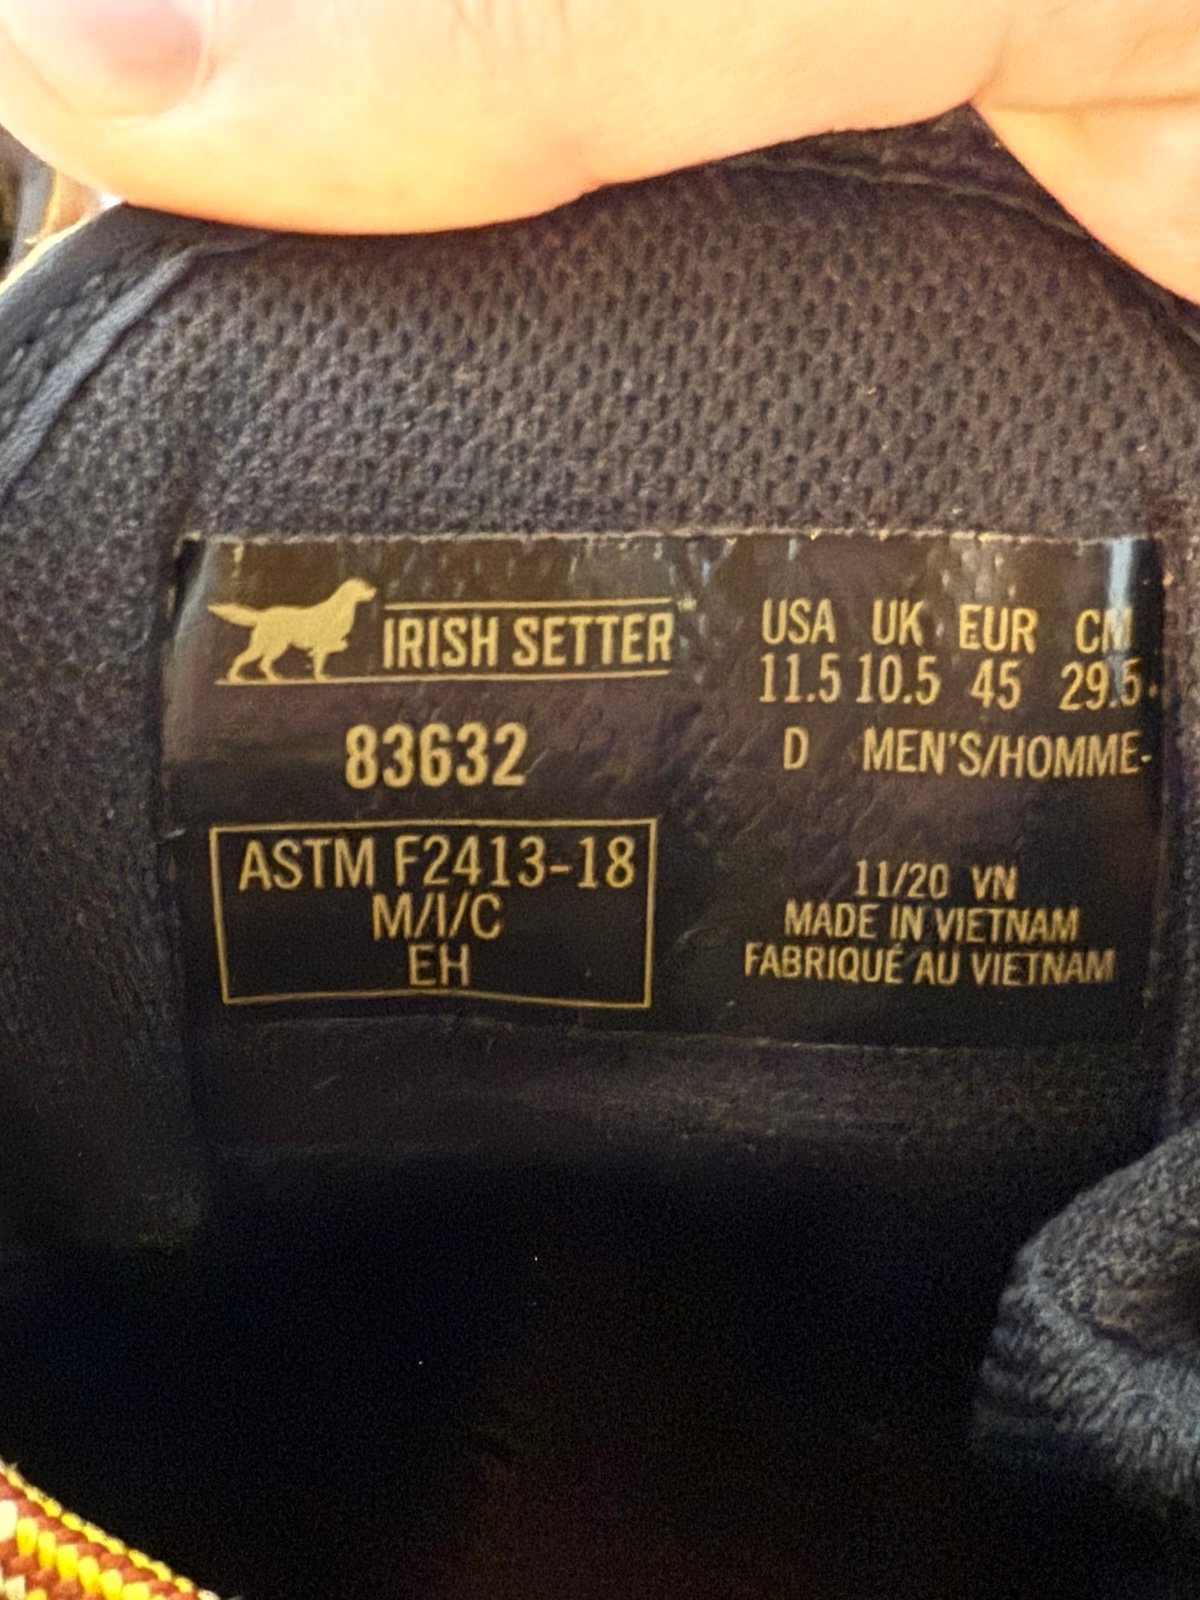 IRISH SETTER™
83632
ASTM F2413-18
M/I/C
EH
USA UK EUR CM
11.5 10.5 45 29.5
D MEN'S/HOMME-
11/20 VN
MADE IN VIETNAM
FABRIQUÉ AU VIETNAM